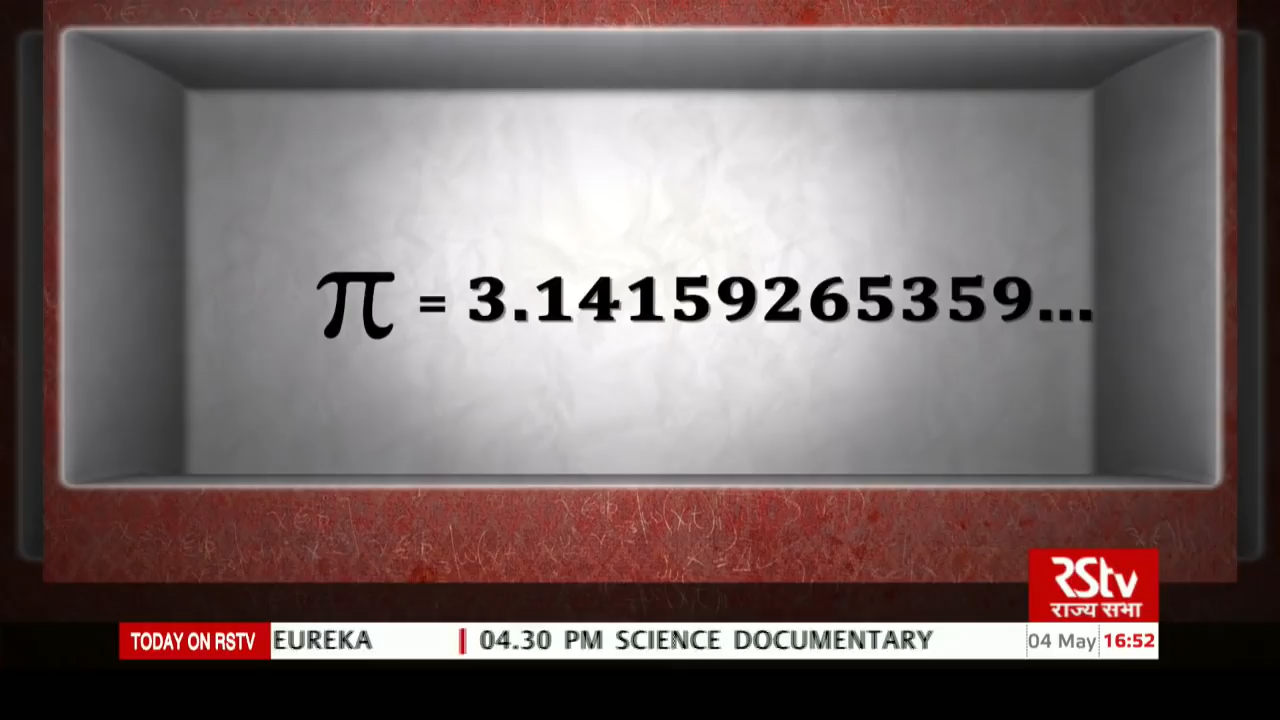 π = 3.14159265359...
RStv
राज्य सभा
TODAY ON RSTV EUREKA | 04.30 PM SCIENCE DOCUMENTARY 04 May 16:52